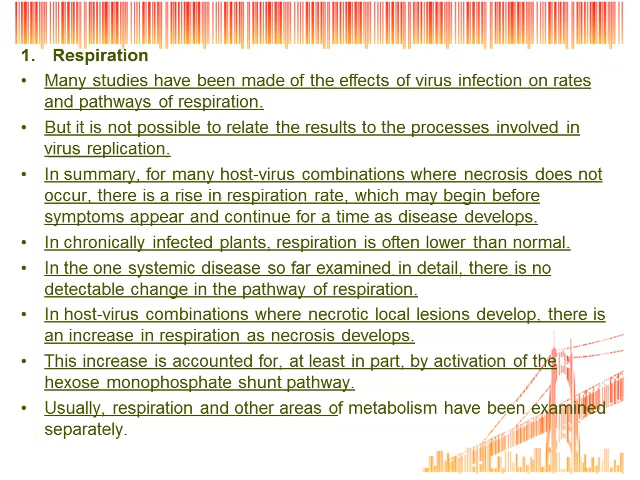 1. Respiration
• Many studies have been made of the effects of virus infection on rates
and pathways of respiration.
• But it is not possible to relate the results to the processes involved in
virus replication.
• In summary, for many host-virus combinations where necrosis does not
occur, there is a rise in respiration rate, which may begin before
symptoms appear and continue for a time as disease develops.
• In chronically infected plants, respiration is often lower than normal.
• In the one systemic disease so far examined in detail, there is no
detectable change in the pathway of respiration.
• In host-virus combinations where necrotic local lesions develop, there is
an increase in respiration as necrosis develops.
• This increase is accounted for, at least in part, by activation of the
hexose monophosphate shunt pathway.
• Usually, respiration and other areas of metabolism have been examined
separately.